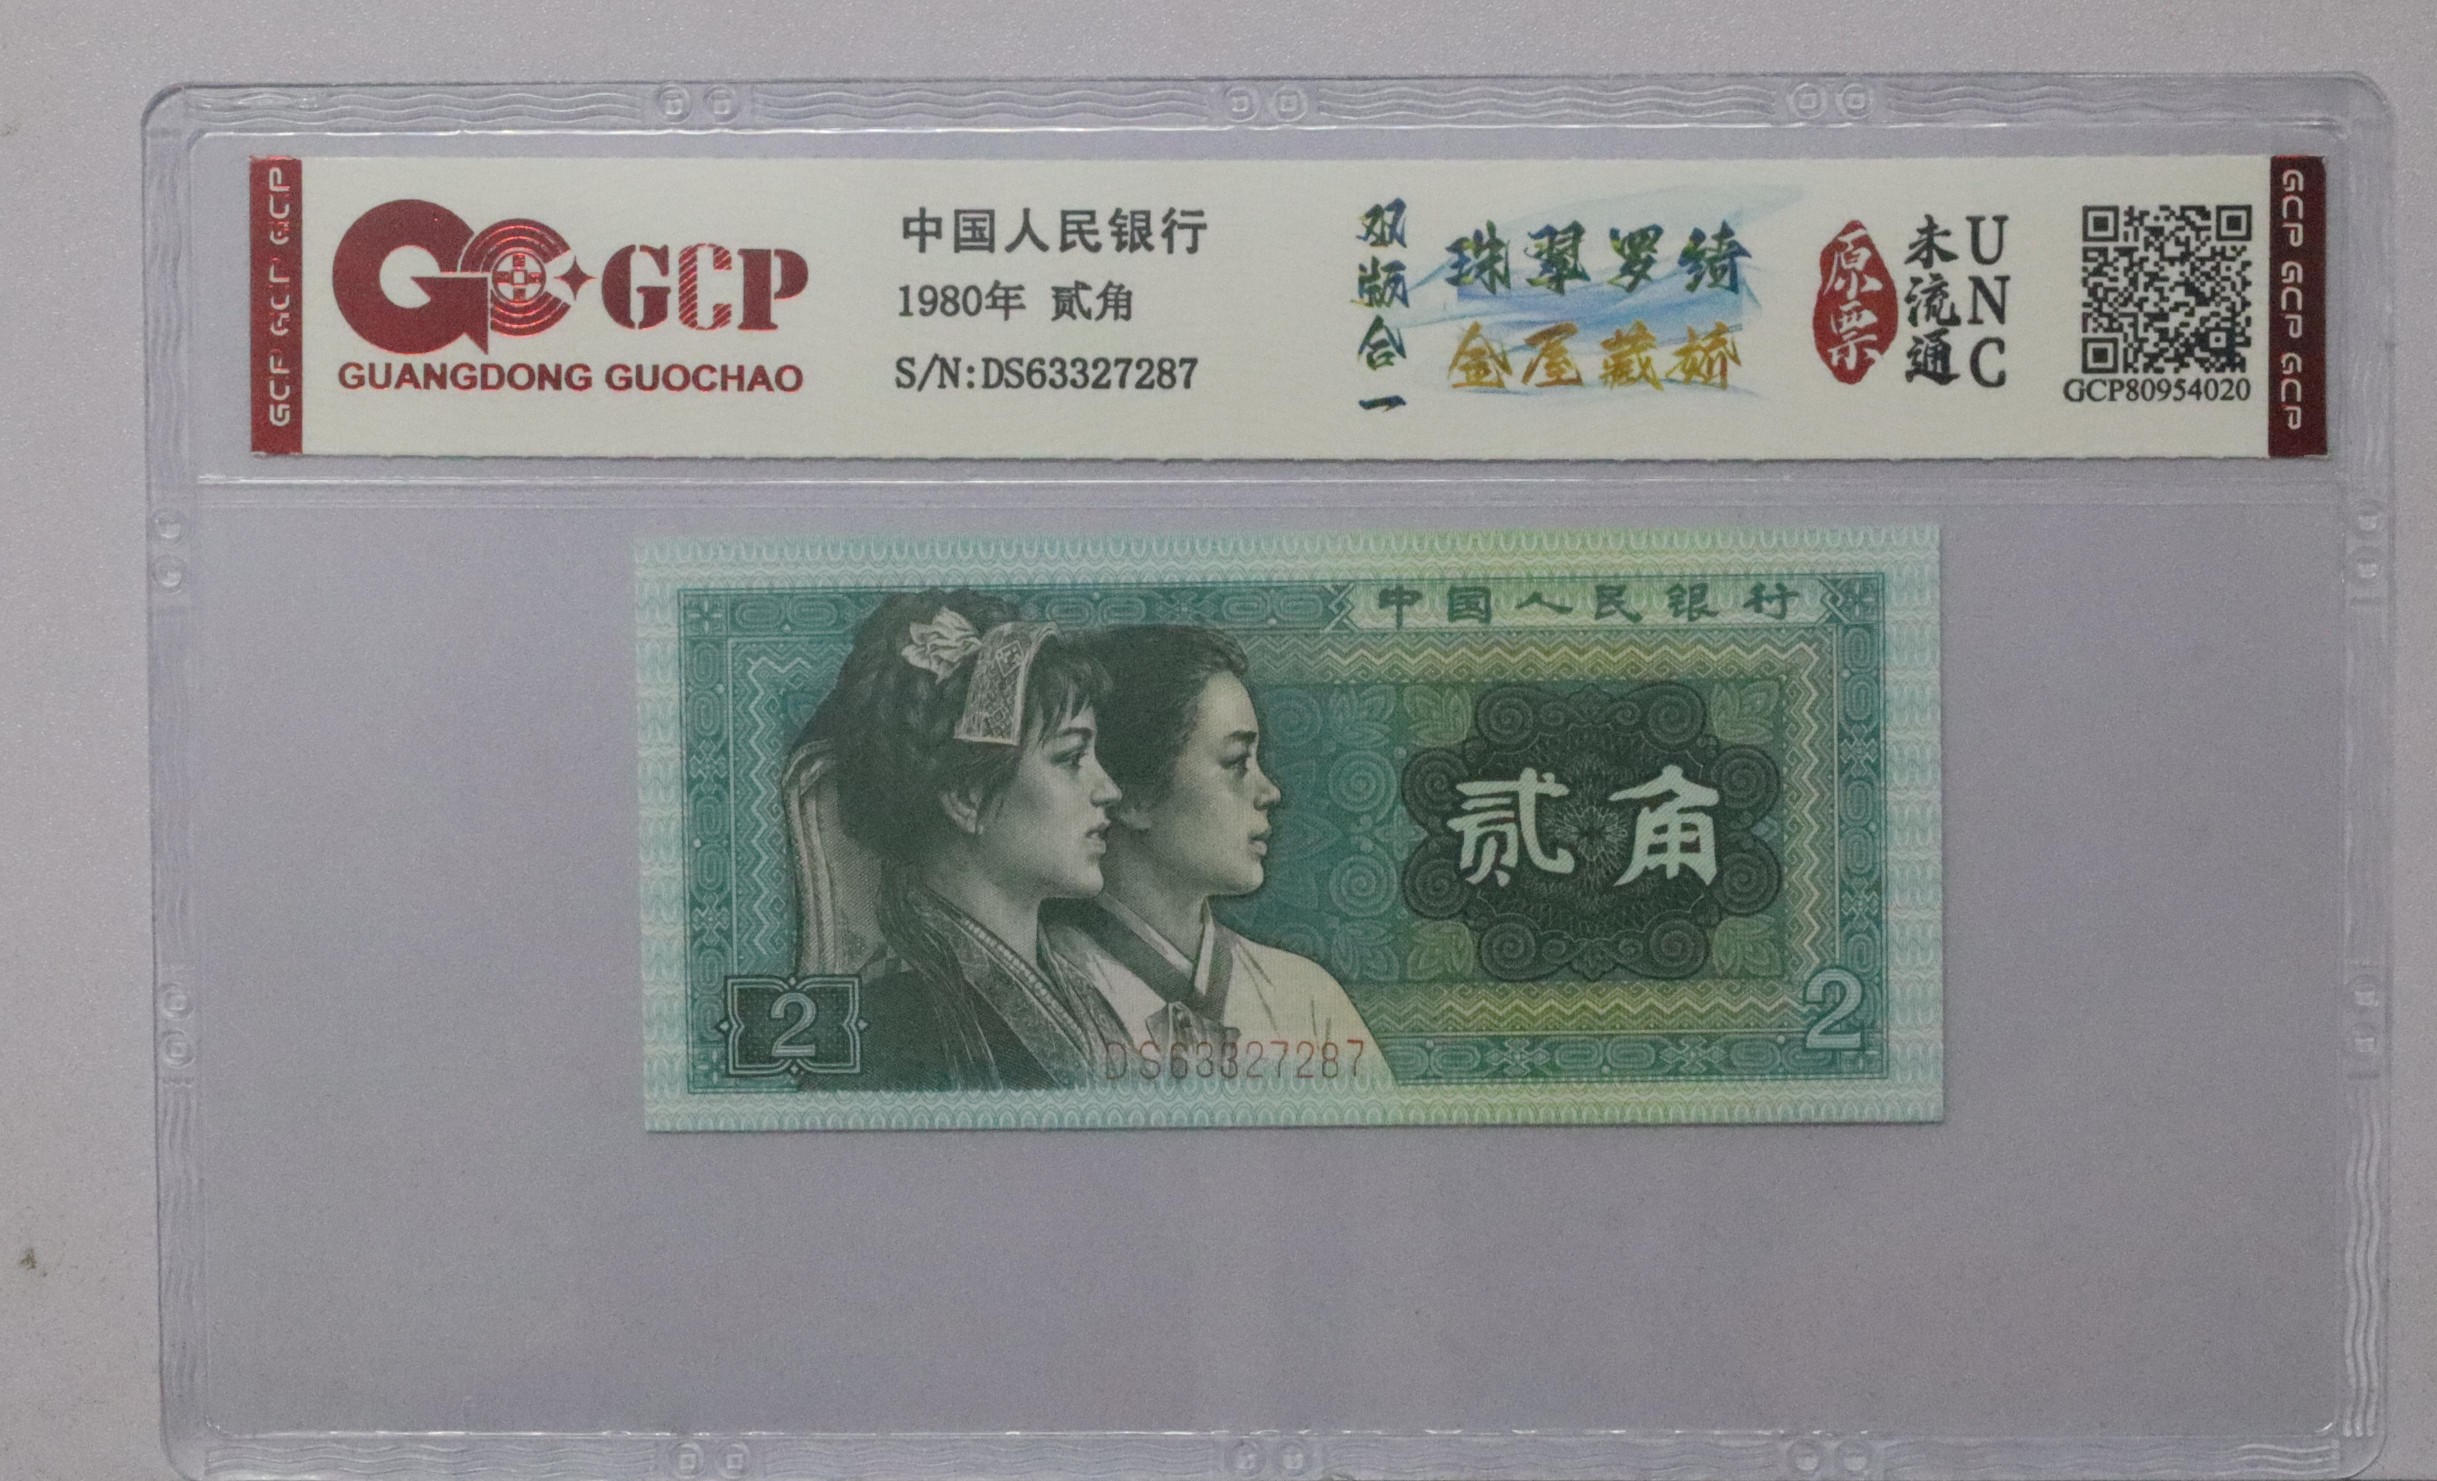 GCP GCP GCP
GCP
GUANGDONG GUOCHAO
中国人民银行
1980年 贰角
S/N:DS63327287
双版合一
珠翠罗绮
金屋藏娇
原票
未流通
UNC
GCP80954020
GCP GCP GCP
中国人民银行
贰角
2
DS63327287
2